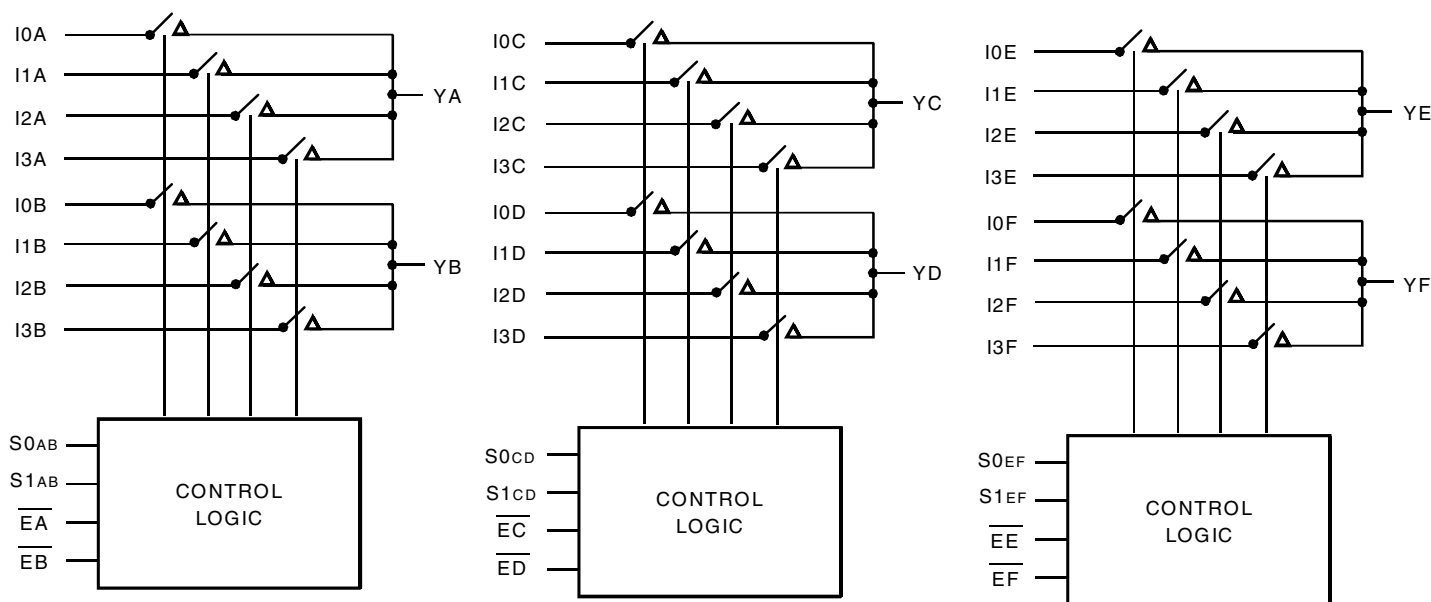 I0A
I1A
I2A
I3A
YA
I0B
I1B
I2B
I3B
YB
S0AB
S1AB
EA
EB
CONTROL
LOGIC
I0C
I1C
I2C
I3C
YC
I0D
I1D
I2D
I3D
YD
S0CD
S1CD
EC
ED
CONTROL
LOGIC
I0E
I1E
I2E
I3E
YE
I0F
I1F
I2F
I3F
YF
S0EF
S1EF
EE
EF
CONTROL
LOGIC